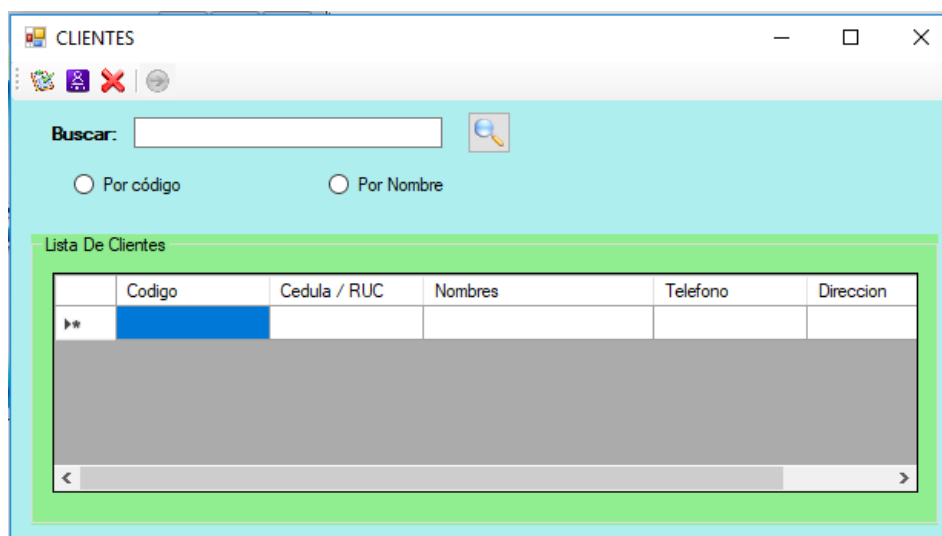 CLIENTES
Buscar:
Por código Por Nombre
Lista De Clientes
Codigo Cedula / RUC Nombres Telefono Direccion